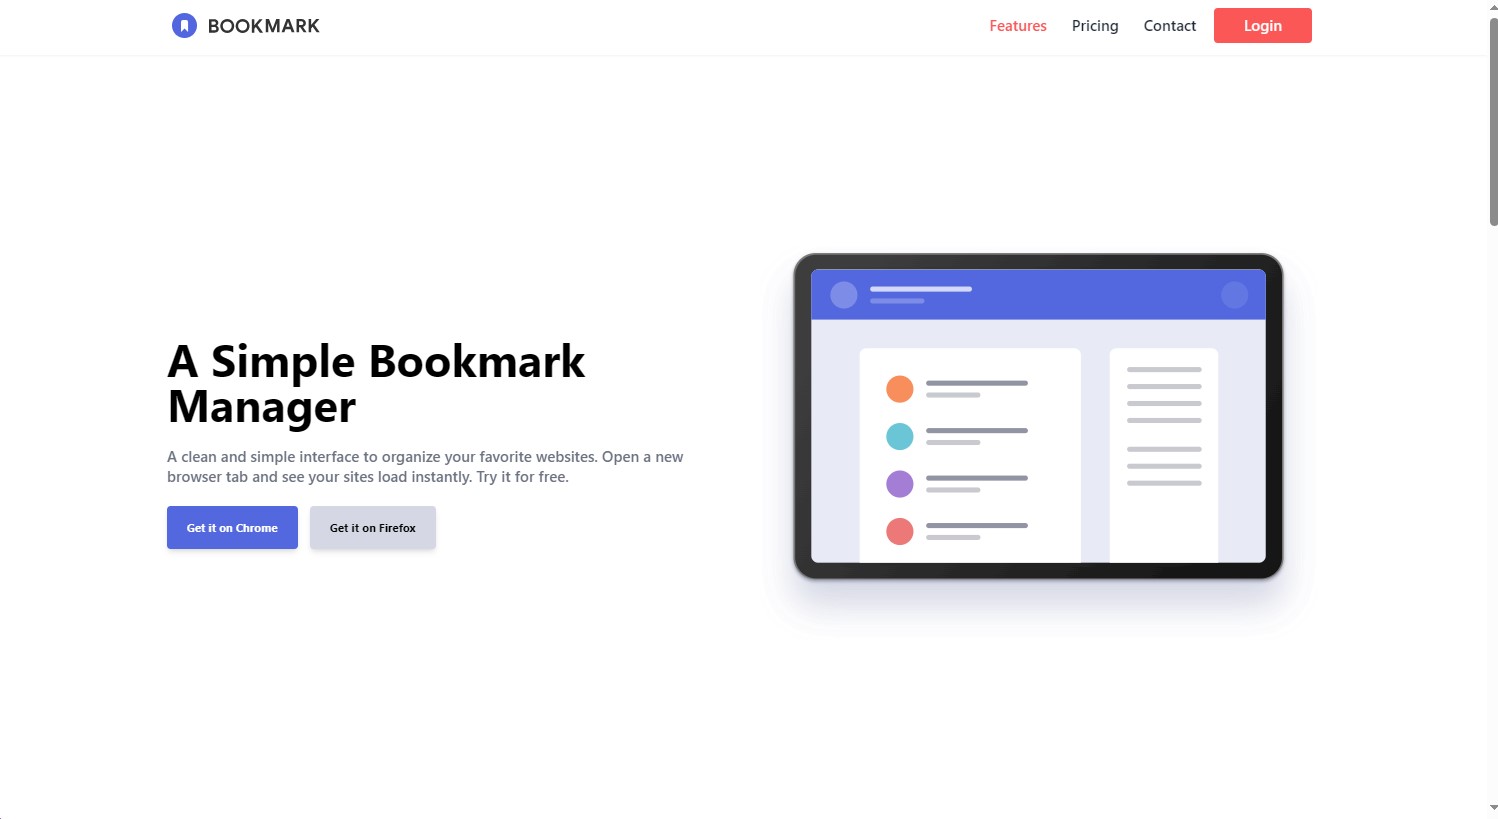 BOOKMARK
Features
Pricing
Contact
Login
A Simple Bookmark
Manager
A clean and simple interface to organize your favorite websites. Open a new
browser tab and see your sites load instantly. Try it for free.
Get it on Chrome
Get it on Firefox